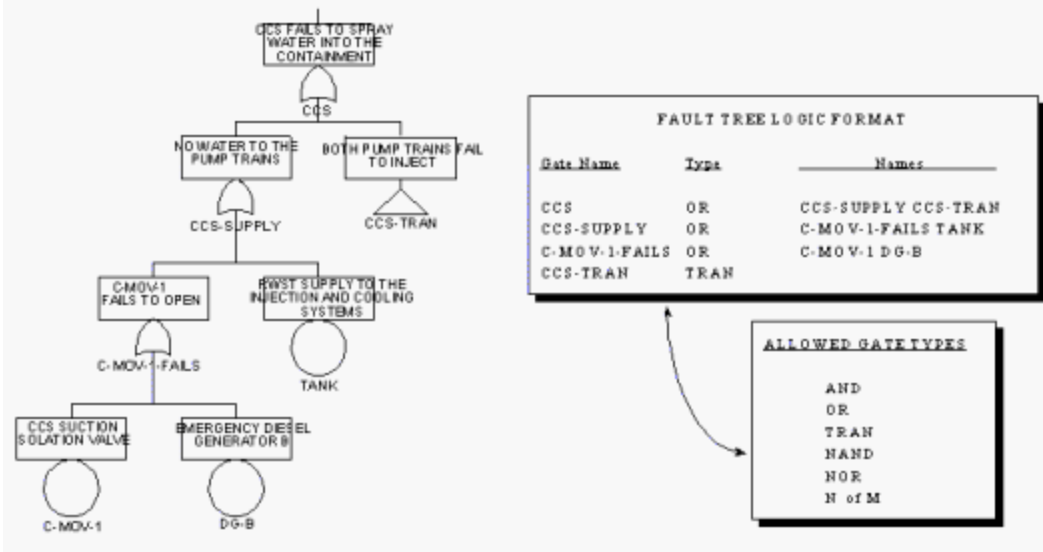 CCS FAILS TO SPRAY
WATER INTO THE
CONTAINMENT
CCS
NO WATER TO THE
PUMP TRAINS
BOTH PUMP TRAINS FAIL
TO INJECT
CCS-SUPPLY
CCS-TRAN
C-MOV-1
FAILS TO OPEN
RWST SUPPLY TO THE
INJECTION AND COOLING
SYSTEMS
C-MOV-1-FAILS
TANK
CCS SUCTION
SOLATION VALVE
EMERGENCY DIESEL
GENERATOR B
C-MOV-1
DG-B
FAULT TREE LOGIC FORMAT
Gate Name Type Names
CCS OR CCS-SUPPLY CCS-TRAN
CCS-SUPPLY OR C-MOV-1-FAILS TANK
C-MOV-1-FAILS OR C-MOV-1 DG-B
CCS-TRAN TRAN
ALLOWED GATE TYPES
AND
OR
TRAN
NAND
NOR
N of M